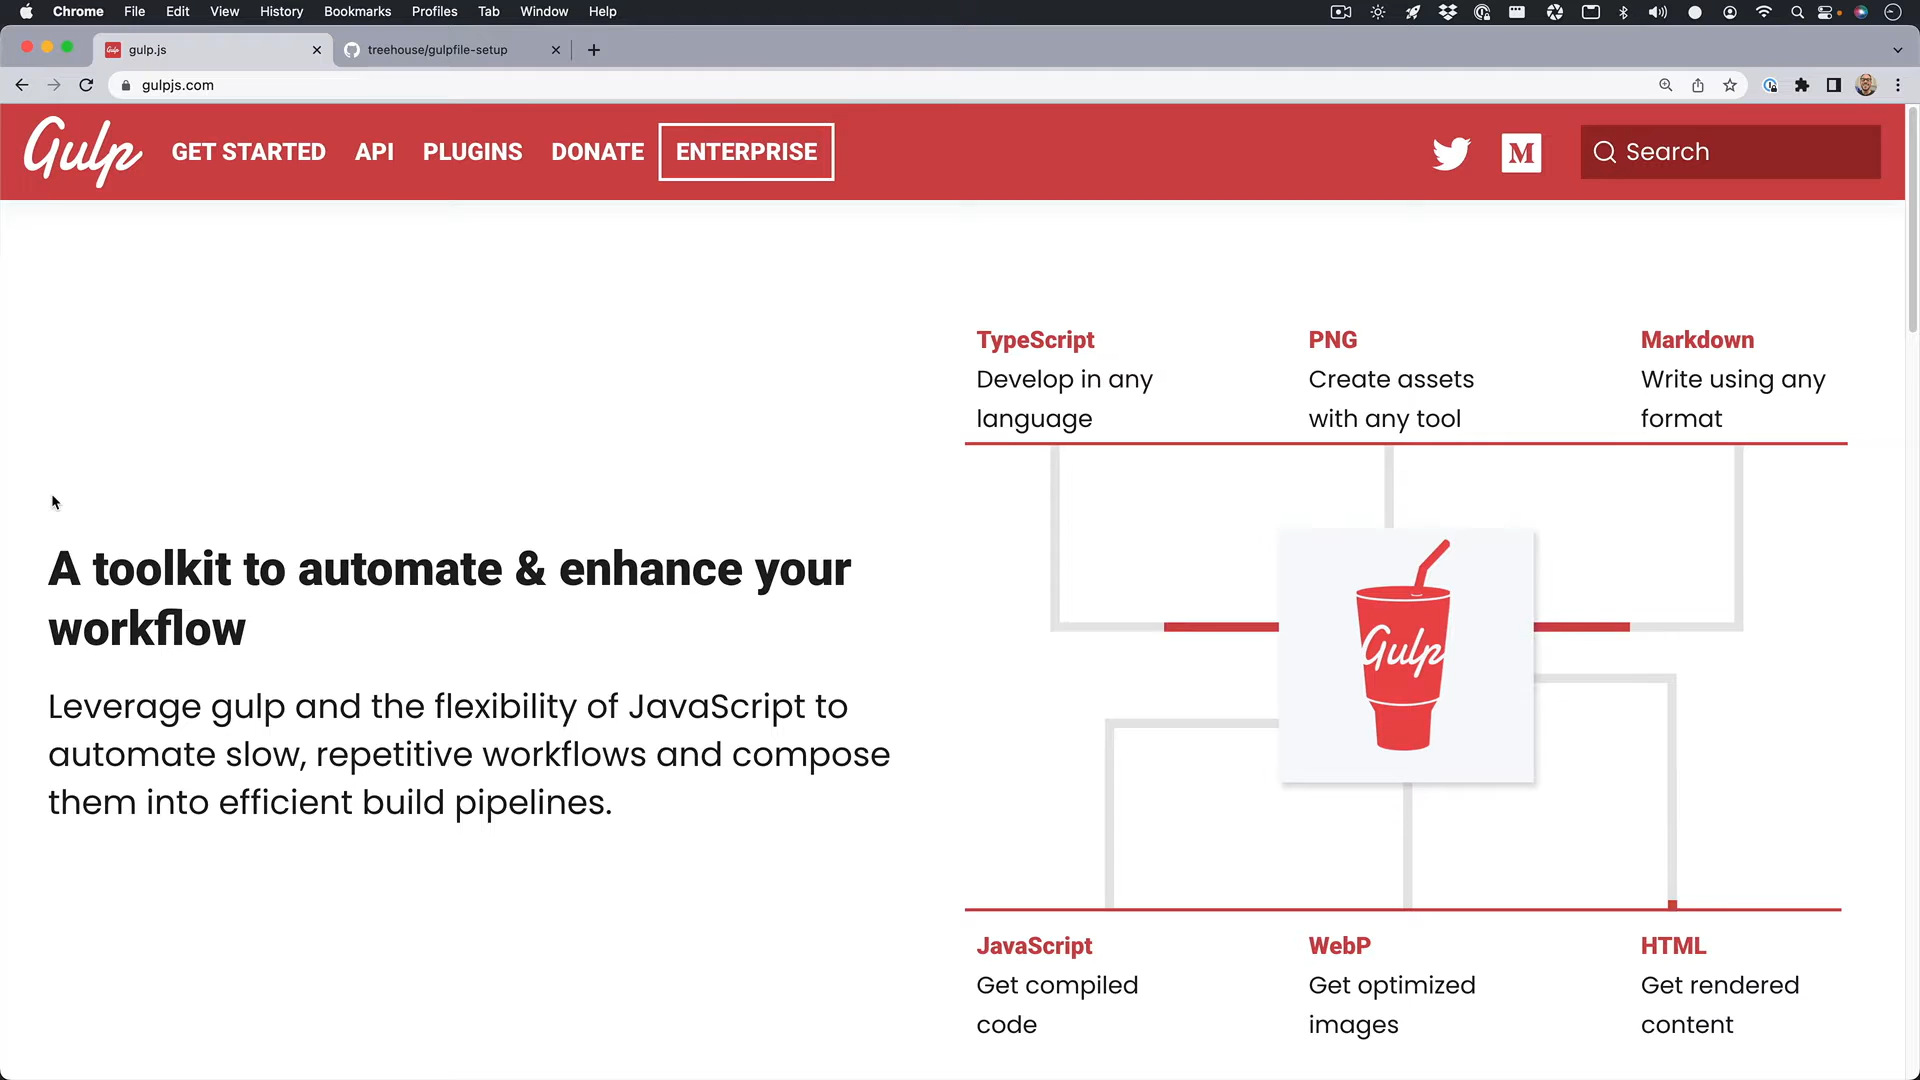 Chrome File Edit View History Bookmarks Profiles Tab Window Help
gulp.js
treehouse/gulpfile-setup
gulpjs.com
Gulp GET STARTED API PLUGINS DONATE ENTERPRISE
M
Search
A toolkit to automate & enhance your
workflow
Leverage gulp and the flexibility of JavaScript to
automate slow, repetitive workflows and compose
them into efficient build pipelines.
TypeScript
Develop in any
language
PNG
Create assets
with any tool
Markdown
Write using any
format
Gulp
JavaScript
Get compiled
code
WebP
Get optimized
images
HTML
Get rendered
content